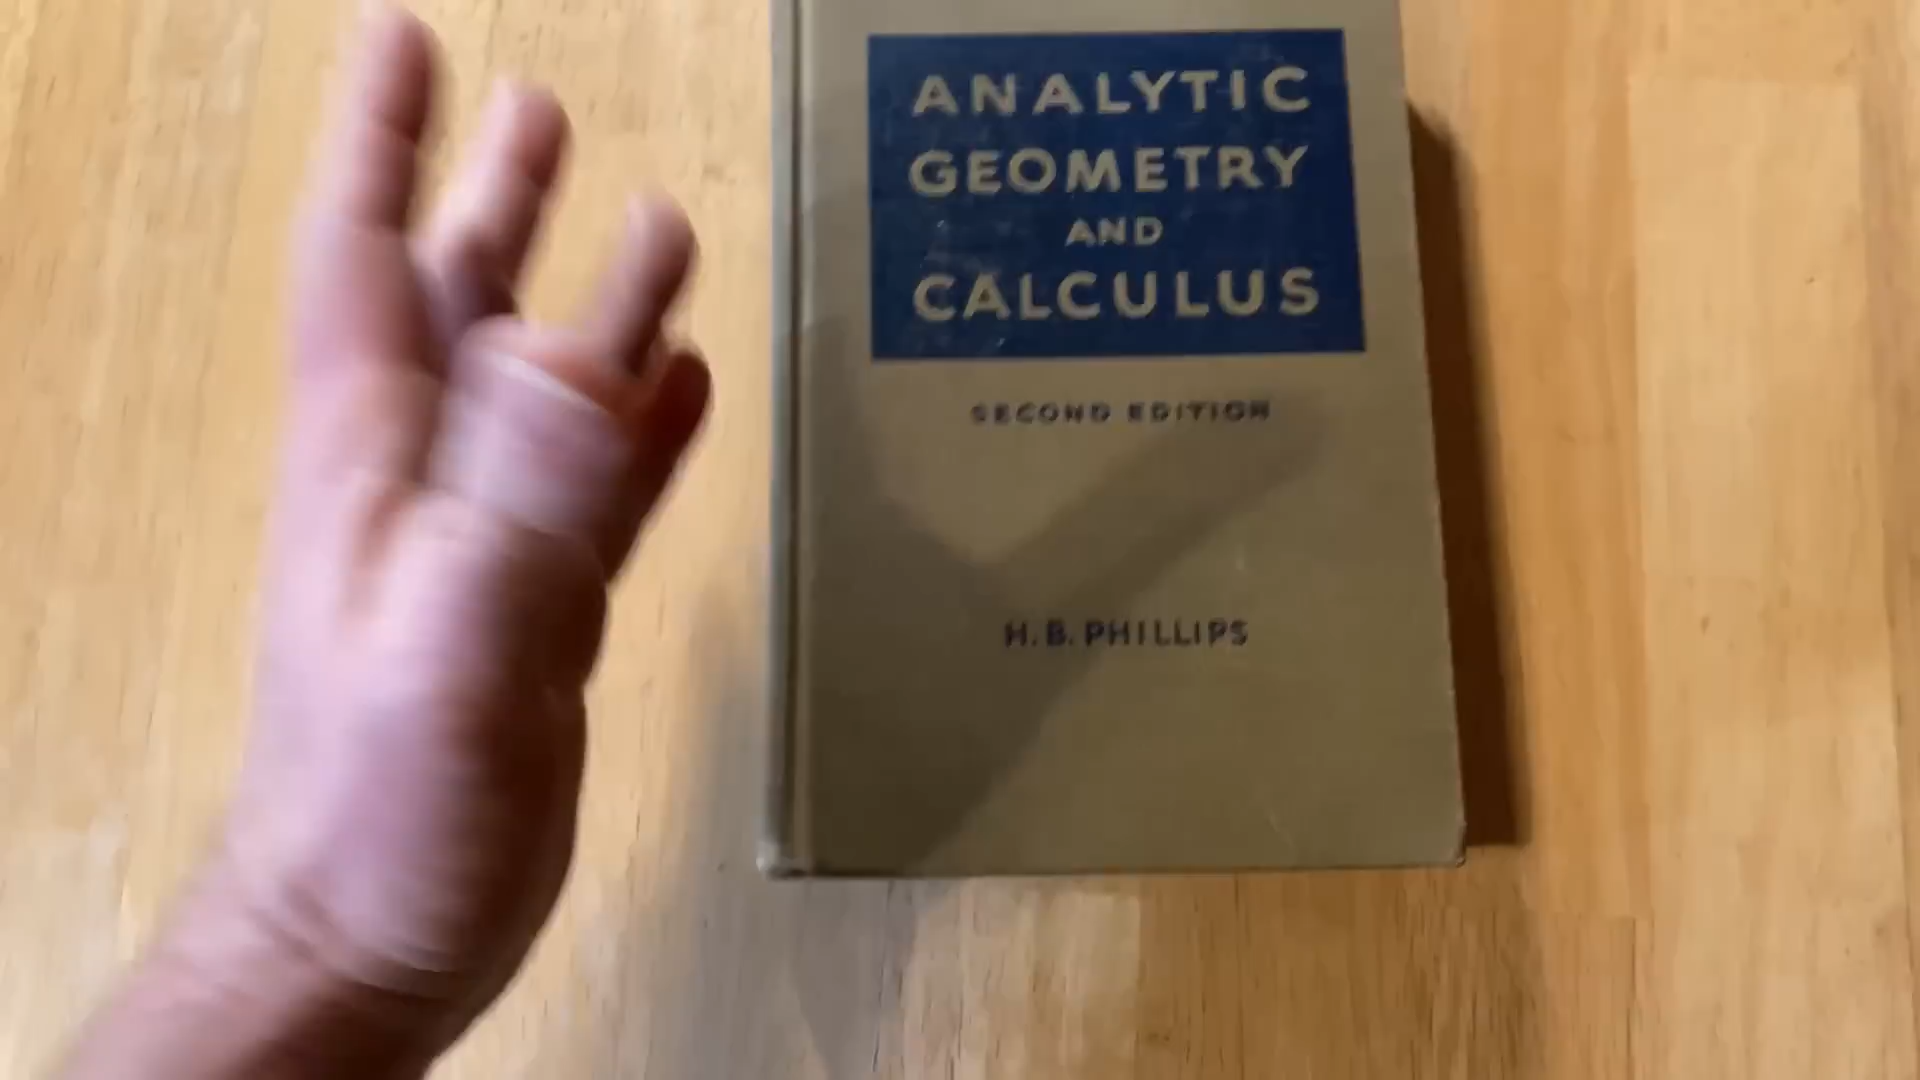 ANALYTIC
GEOMETRY
AND
CALCULUS
SECOND EDITION
H. B. PHILLIPS